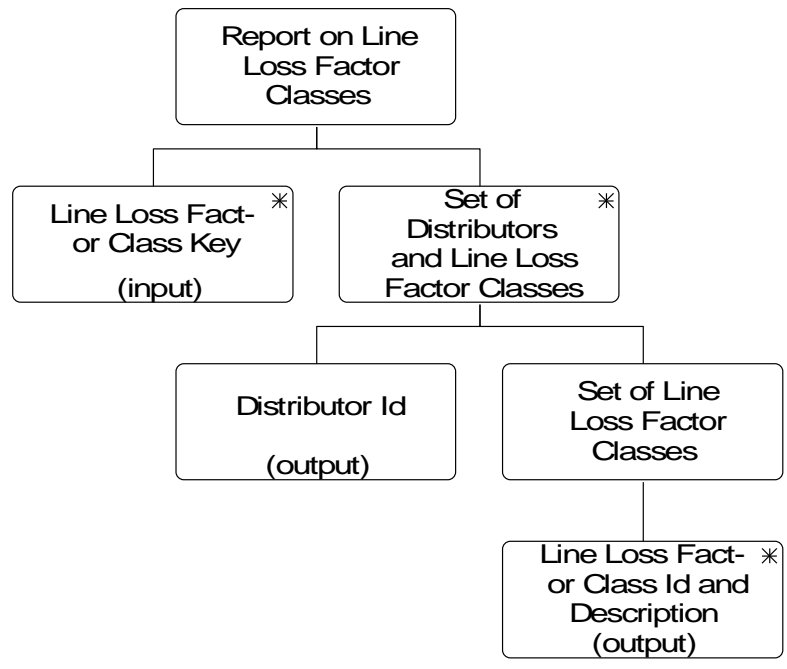 Report on Line
Loss Factor
Classes
Line Loss Fact-
or Class Key
(input)
Set of
Distributors
and Line Loss
Factor Classes
Distributor Id
(output)
Set of Line
Loss Factor
Classes
Line Loss Fact-
or Class Id and
Description
(output)